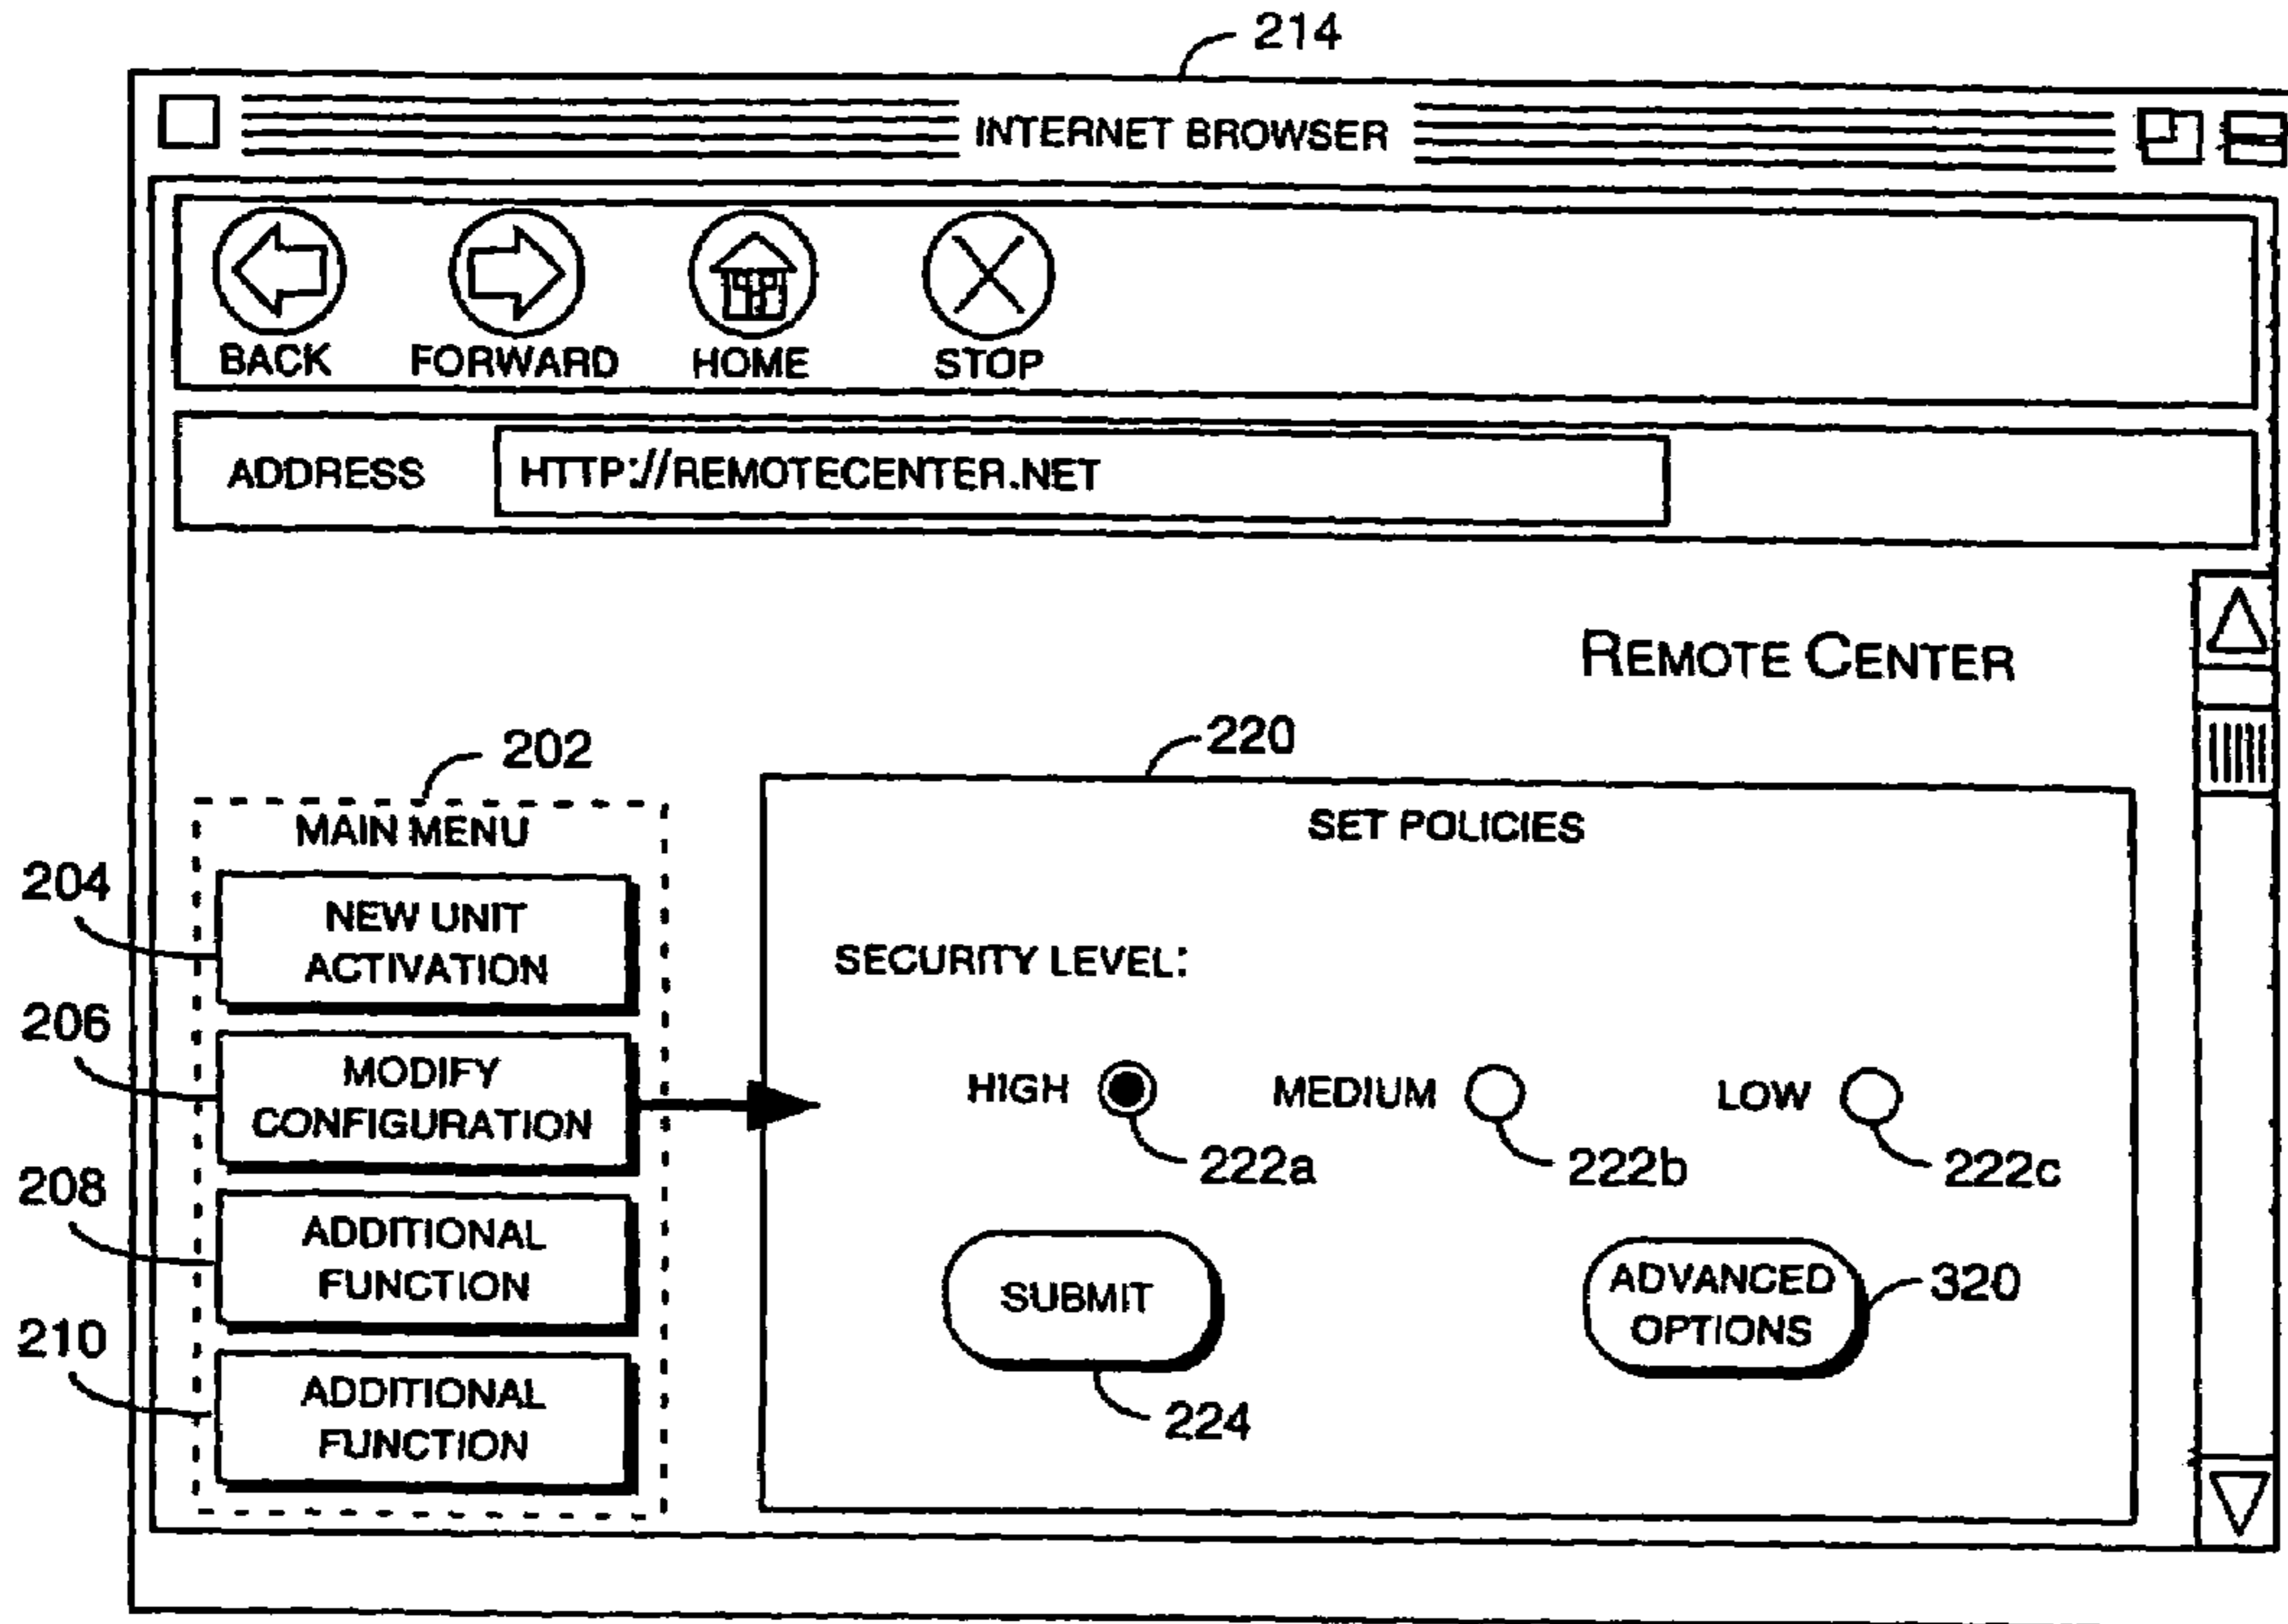 214
INTERNET BROWSER
BACK FORWARD HOME STOP
ADDRESS HTTP://REMOTECENTER.NET
REMOTE CENTER
202
220
MAIN MENU
SET POLICIES
204
NEW UNIT
ACTIVATION
SECURITY LEVEL:
206
MODIFY
CONFIGURATION
HIGH MEDIUM LOW
222a 222b 222c
208
ADDITIONAL
FUNCTION
SUBMIT
ADVANCED
OPTIONS
320
210
ADDITIONAL
FUNCTION
224